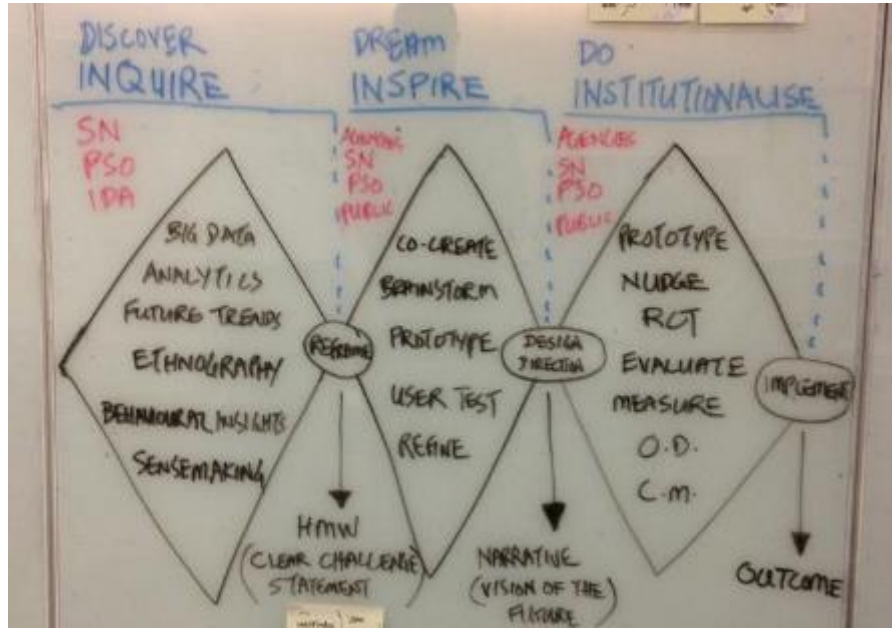 DISCOVER
INQUIRE
SN
PSO
IDA
BIG DATA
ANALYTICS
FUTURE TRENDS
ETHNOGRAPHY
BEHAVIOURAL INSIGHTS
SENSEMAKING
REFRAME
HMW
(CLEAR CHALLENGE
STATEMENT)
DREAM
INSPIRE
AGENCIES
SN
PSO
PUBLIC
CO-CREATE
BRAINSTORM
PROTOTYPE
USER TEST
REFINE
DESIGN
DIRECTION
NARRATIVE
(VISION OF THE
FUTURE)
DO
INSTITUTIONALISE
AGENCIES
SN
PSO
PUBLIC
PROTOTYPE
NUDGE
RCT
EVALUATE
MEASURE
O.D.
C.M.
IMPLEMENT
OUTCOME